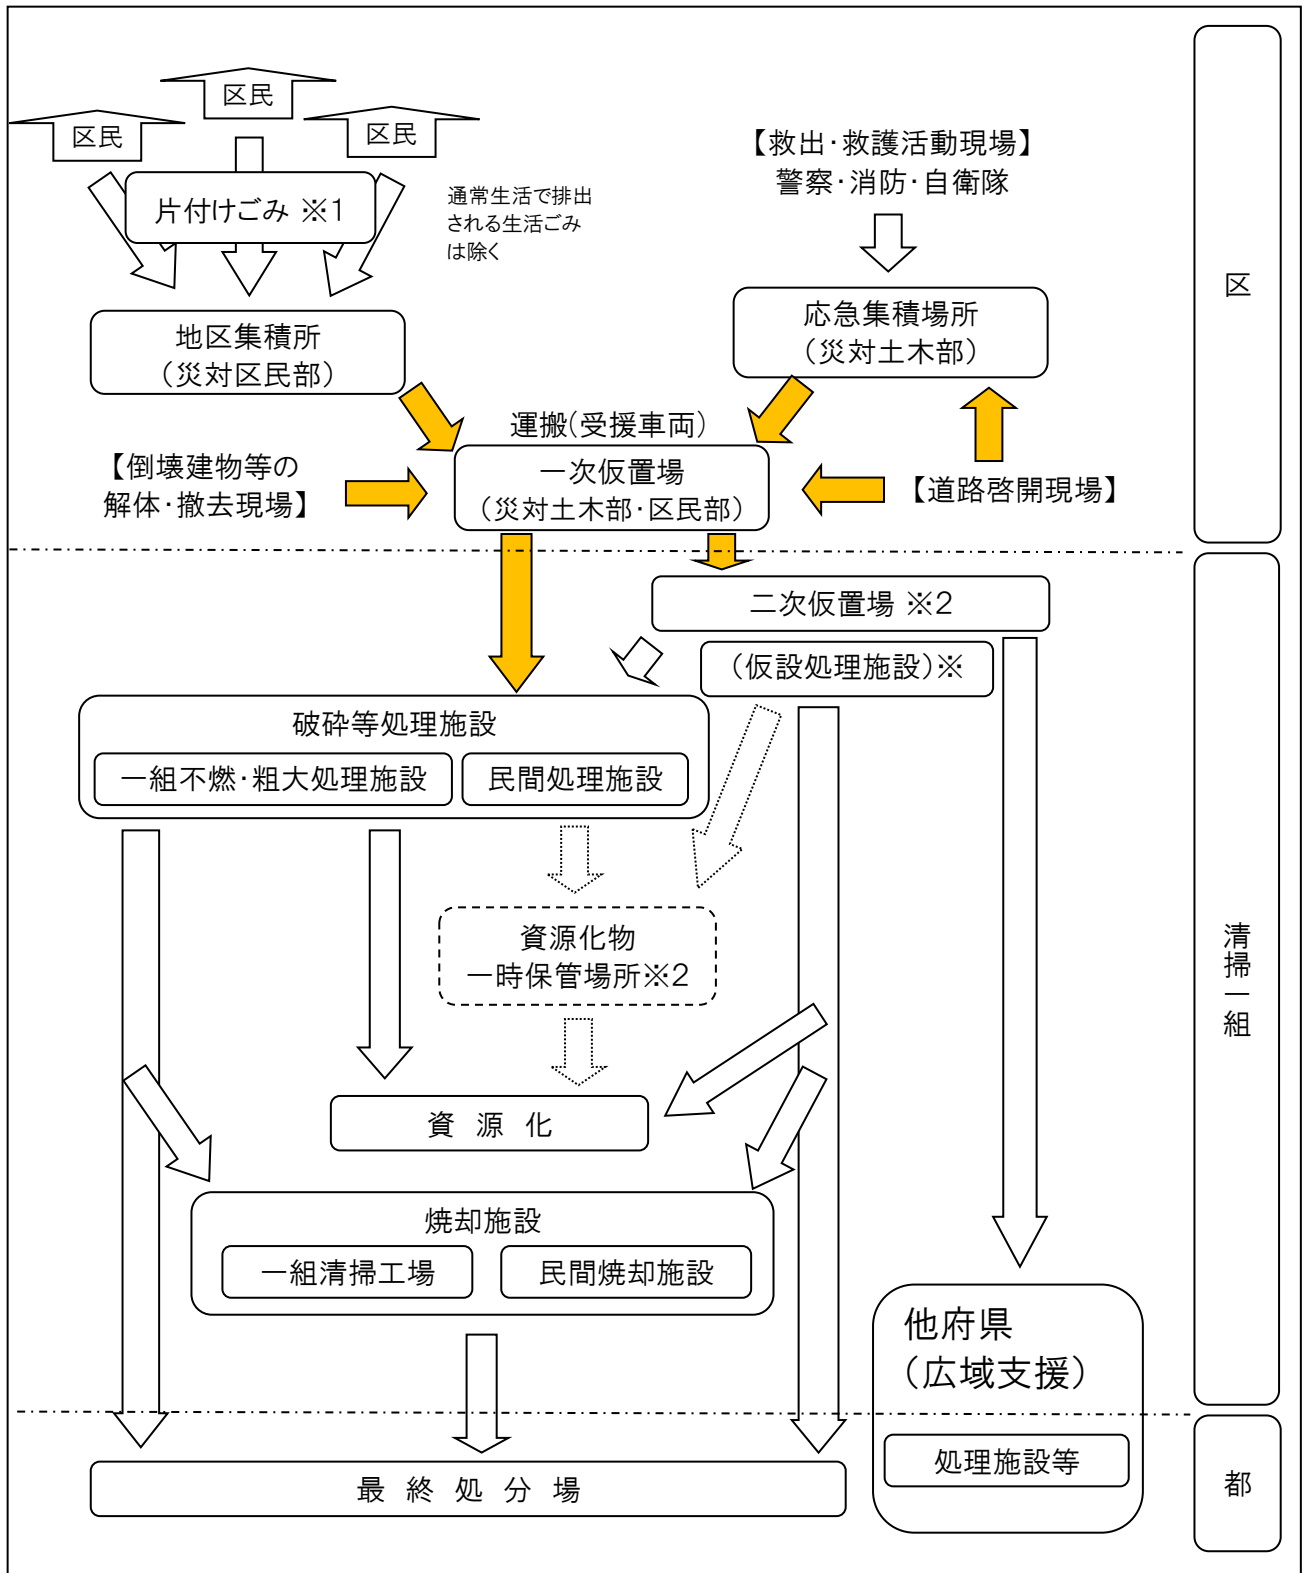 区民
区民
区民
片付けごみ ※1
通常生活で排出
される生活ごみ
は除く
【救出・救護活動現場】
警察・消防・自衛隊
地区集積所
（災対区民部）
応急集積場所
（災対土木部）
運搬(受援車両)
【倒壊建物等の
解体・撤去現場】
一次仮置場
（災対土木部・区民部）
【道路啓開現場】
区
二次仮置場 ※2
（仮設処理施設）※
破砕等処理施設
一組不燃・粗大処理施設
民間処理施設
資源化物
一時保管場所※2
資 源 化
焼却施設
一組清掃工場
民間焼却施設
清掃一組
他府県
（広域支援）
処理施設等
最 終 処 分 場
都